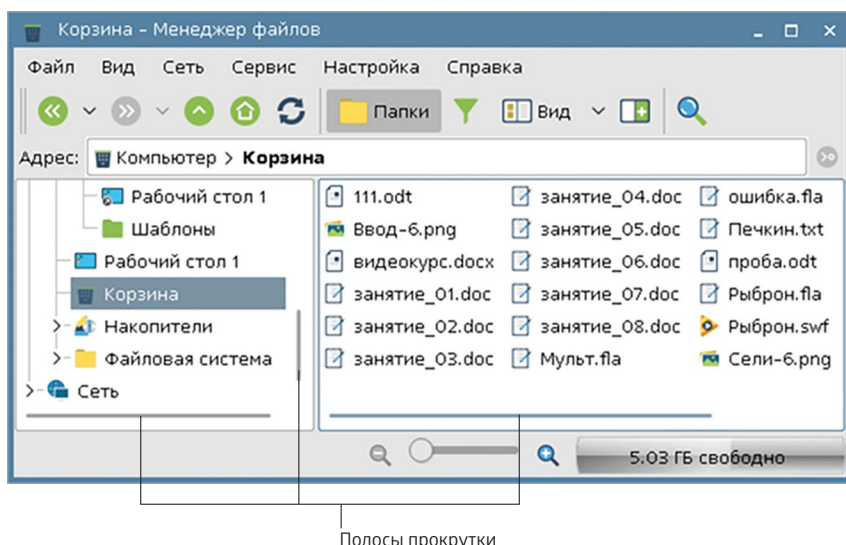 Корзина – Менеджер файлов
Файл Вид Сеть Сервис Настройка Справка
Папки Вид
Адрес: Компьютер > Корзина
Рабочий стол 1
Шаблоны
Рабочий стол 1
Корзина
Накопители
Файловая система
Сеть
111.odt
Ввод-6.png
видеокурс.docx
занятие_01.doc
занятие_02.doc
занятие_03.doc
занятие_04.doc
занятие_05.doc
занятие_06.doc
занятие_07.doc
занятие_08.doc
Мульт.fla
ошибка.fla
Печкин.txt
проба.odt
Рыброн.fla
Рыброн.swf
Сели-6.png
5.03 ГБ свободно
Полосы прокрутки